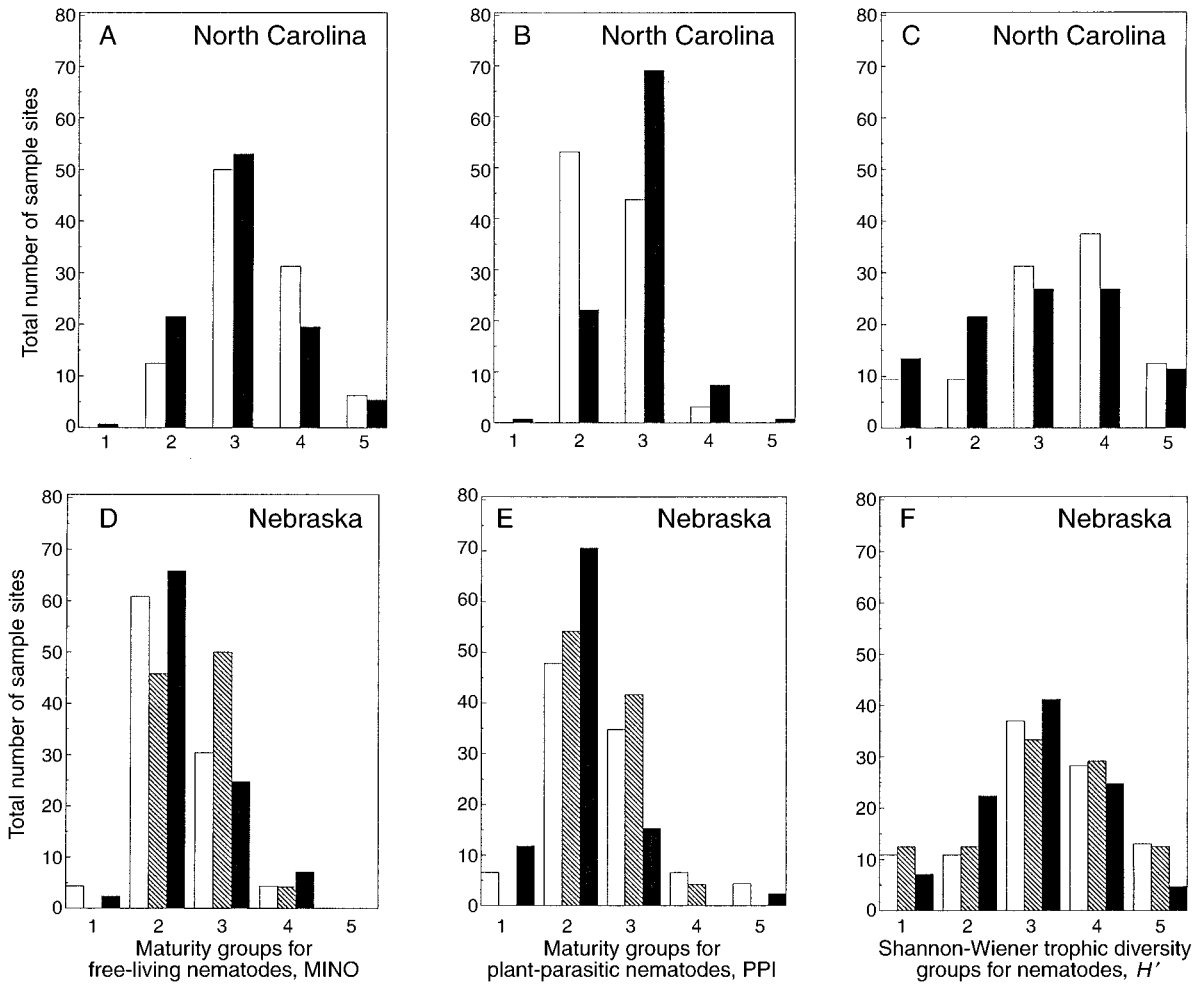 A North Carolina
80
70
60
50
40
30
20
10
0
1 2 3 4 5
Total number of sample sites
B North Carolina
80
70
60
50
40
30
20
10
0
1 2 3 4 5
C North Carolina
80
70
60
50
40
30
20
10
0
1 2 3 4 5
D Nebraska
80
70
60
50
40
30
20
10
0
1 2 3 4 5
Total number of sample sites
Maturity groups for
free-living nematodes, MINO
E Nebraska
80
70
60
50
40
30
20
10
0
1 2 3 4 5
Maturity groups for
plant-parasitic nematodes, PPI
F Nebraska
80
70
60
50
40
30
20
10
0
1 2 3 4 5
Shannon-Wiener trophic diversity
groups for nematodes, H′